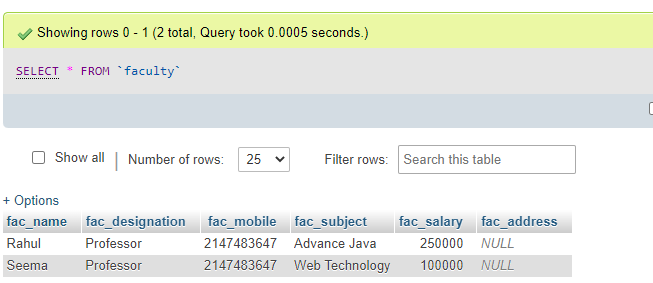 Showing rows 0 - 1 (2 total, Query took 0.0005 seconds.)
SELECT * FROM `faculty`
Show all | Number of rows: 25 Filter rows: Search this table
+ Options
fac_name fac_designation fac_mobile fac_subject fac_salary fac_address
Rahul Professor 2147483647 Advance Java 250000 NULL
Seema Professor 2147483647 Web Technology 100000 NULL